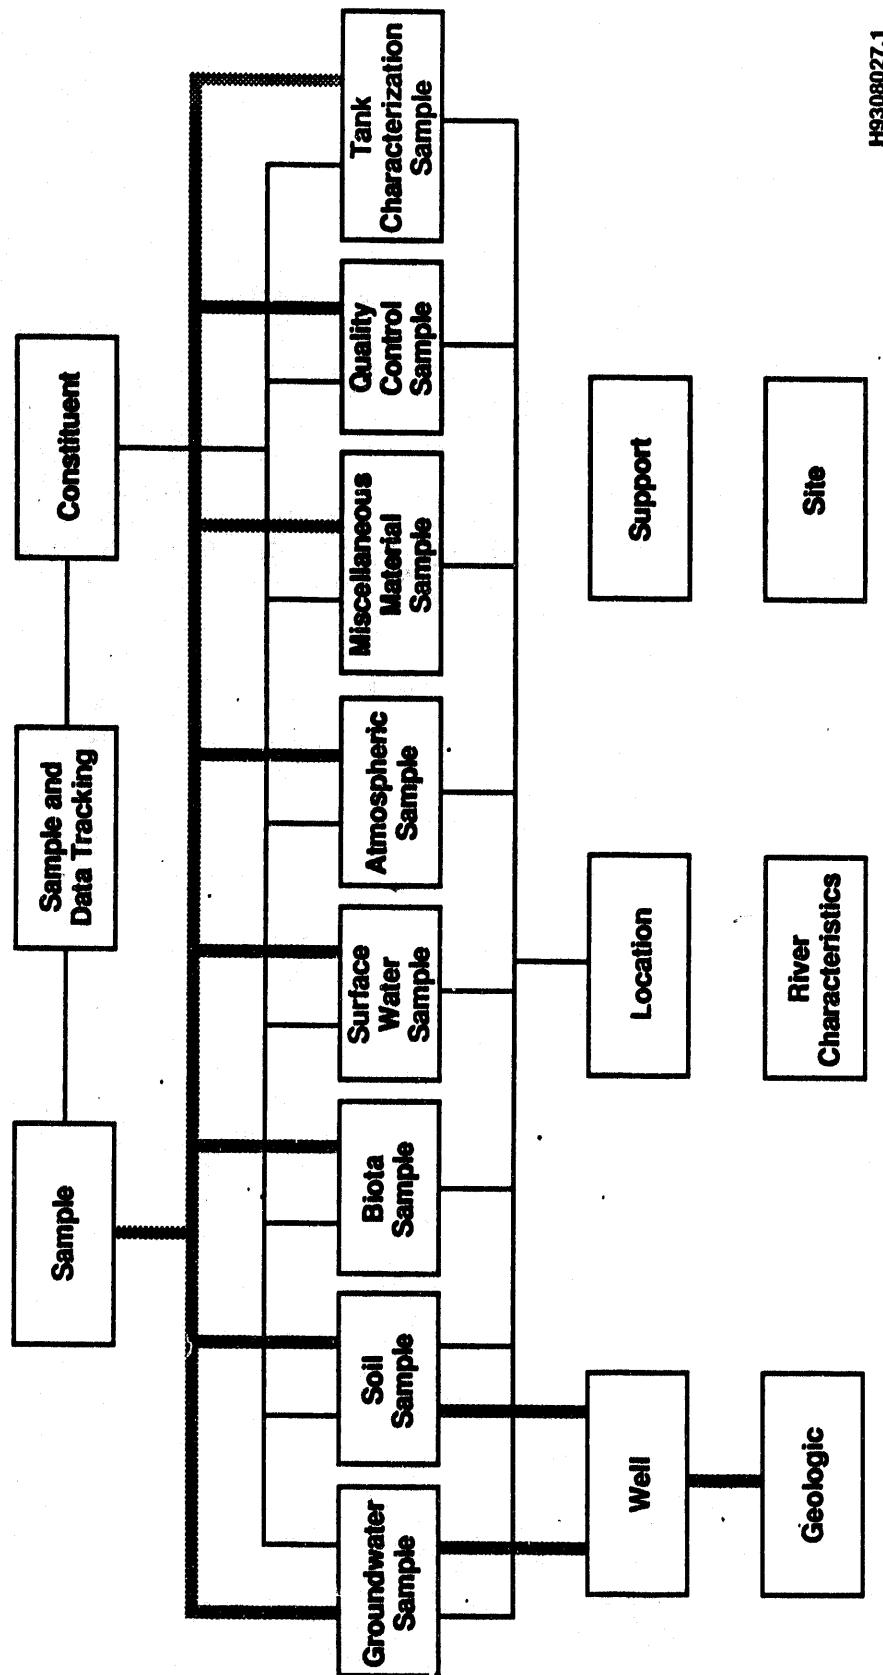 Sample
Sample and
Data Tracking
Constituent
Groundwater
Sample
Soil
Sample
Biota
Sample
Surface
Water
Sample
Atmospheric
Sample
Miscellaneous
Material
Sample
Quality
Control
Sample
Tank
Characterization
Sample
Well
Location
Support
Geologic
River
Characteristics
Site
H9308027.1